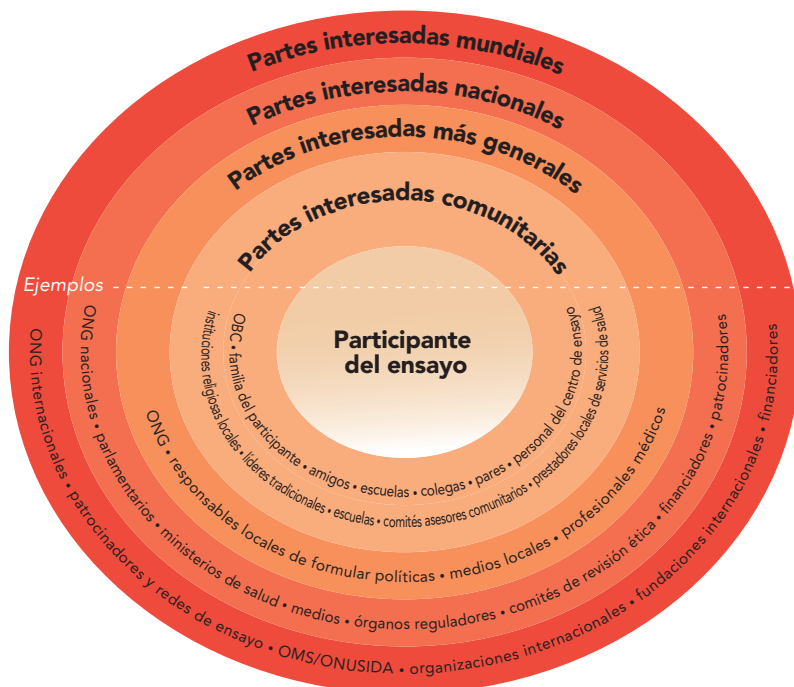 Partes interesadas mundiales
Partes interesadas nacionales
Partes interesadas más generales
Partes interesadas comunitarias
Ejemplos
Participante
del ensayo
OBC • familia del participante • amigos • escuelas • colegas • pares • personal del centro de ensayo
instituciones religiosas locales • líderes tradicionales • escuelas • comités asesores comunitarios • prestadores locales de servicios de salud
ONG • responsables locales de formular políticas • medios locales • profesionales médicos
ONG nacionales • parlamentarios • ministerios de salud • medios • órganos reguladores • comités de revisión ética • financiadores • patrocinadores
ONG internacionales • patrocinadores y redes de ensayo • OMS/ONUSIDA • organizaciones internacionales • fundaciones internacionales • financiadores